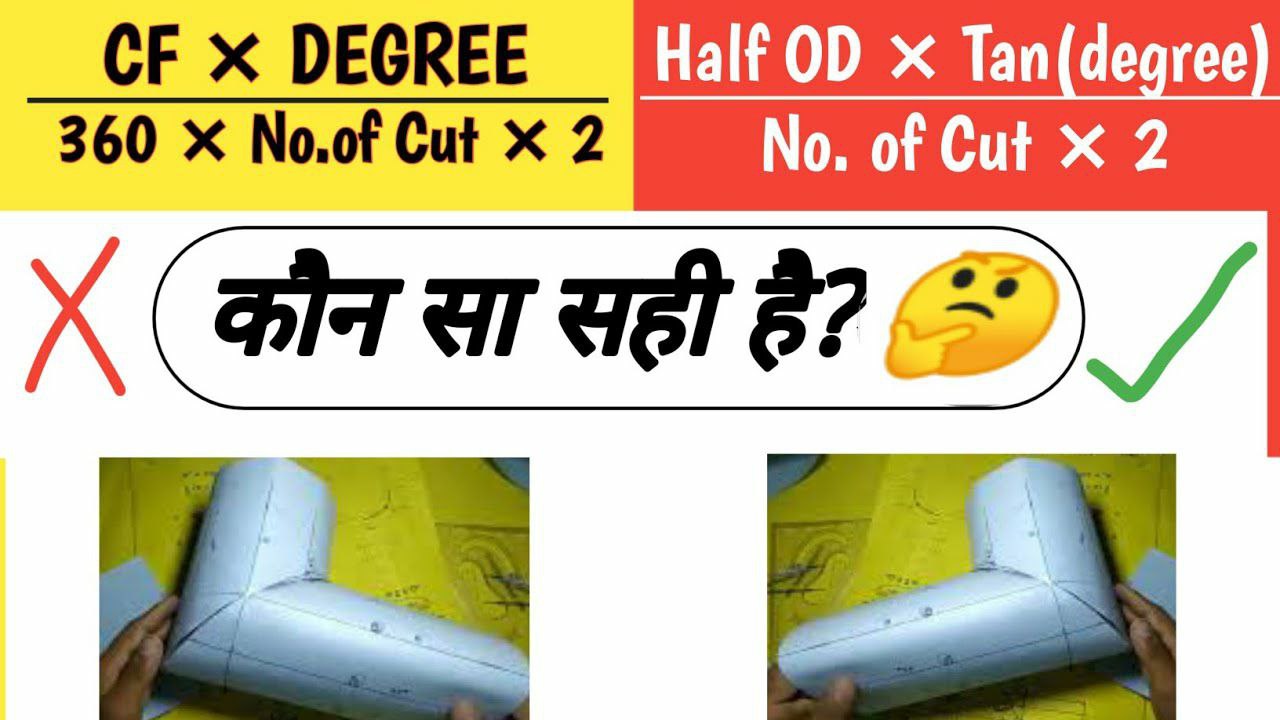 CF × DEGREE
360 × No.of Cut × 2
Half OD × Tan(degree)
No. of Cut × 2
कौन सा सही है?